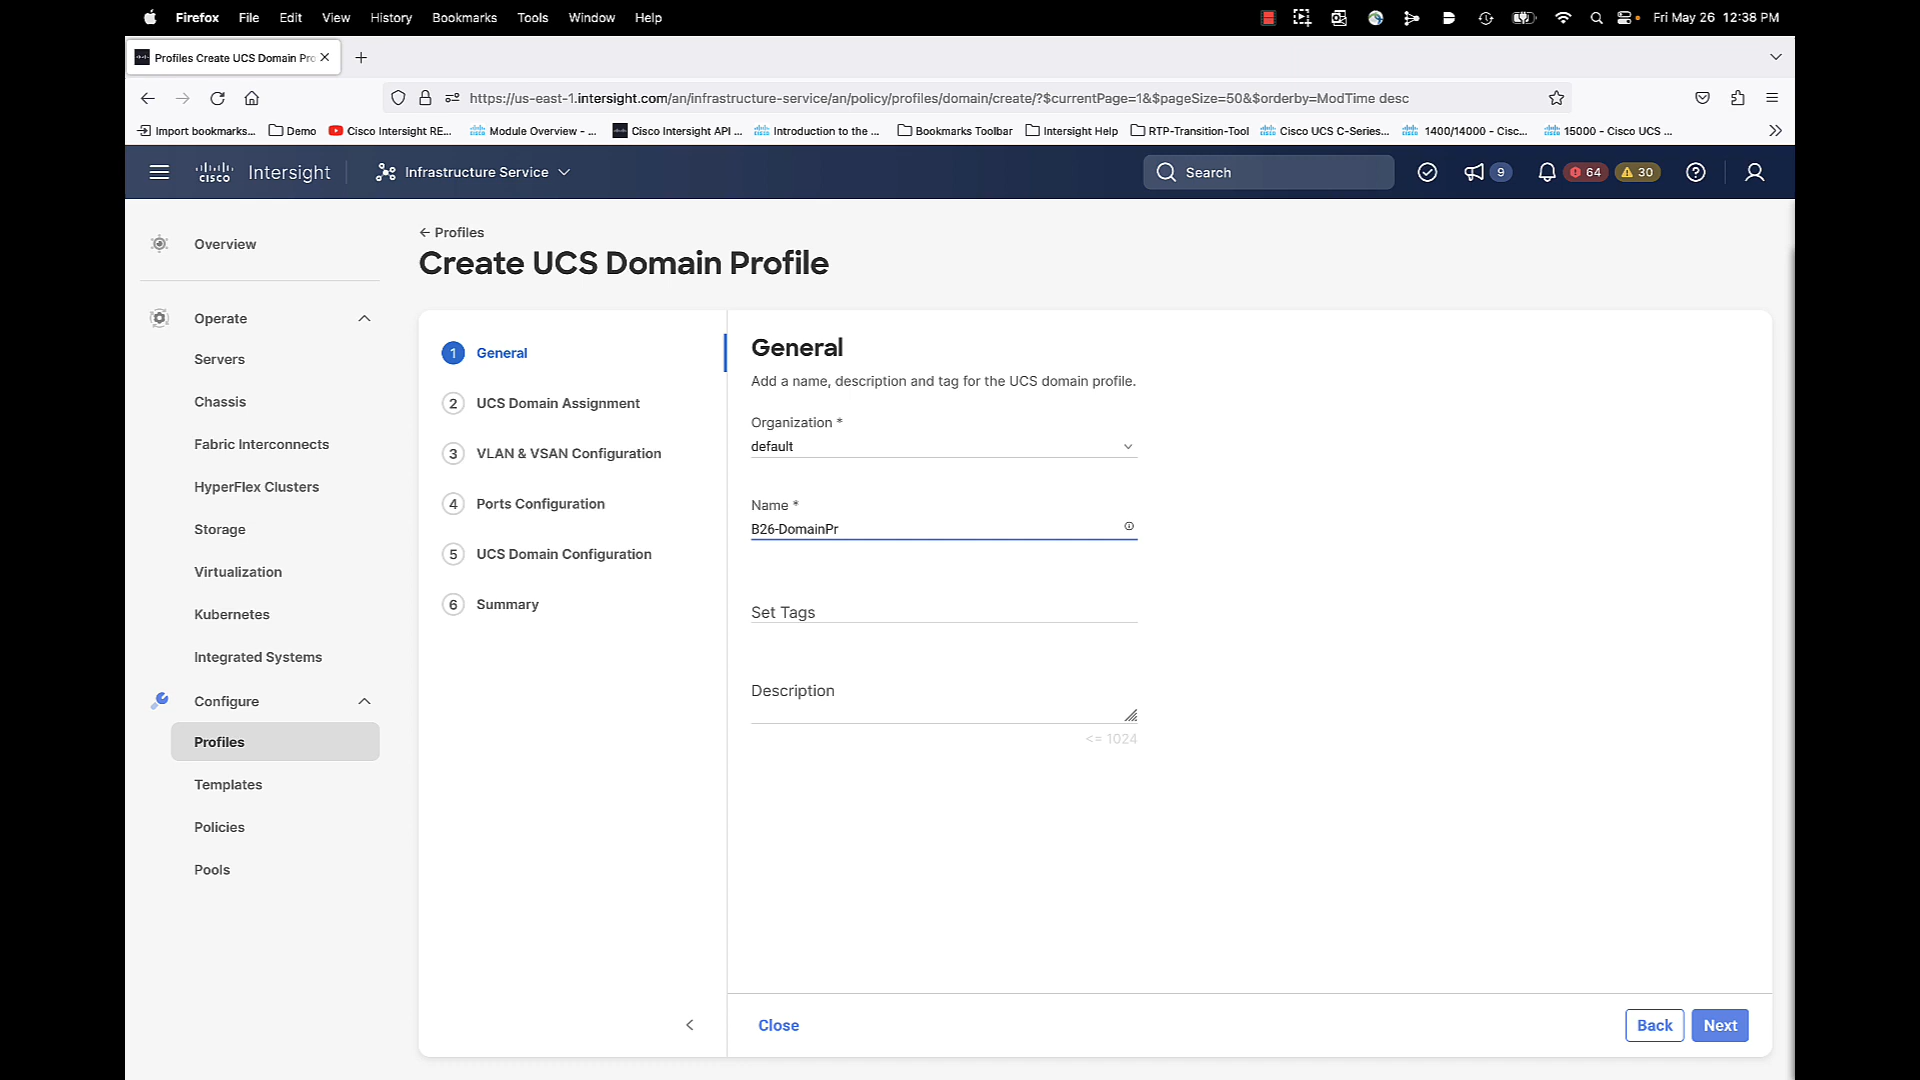 Firefox File Edit View History Bookmarks Tools Window Help Fri May 26 12:38 PM
Profiles Create UCS Domain Pro
https://us-east-1.intersight.com/an/infrastructure-service/an/policy/profiles/domain/create/?$currentPage=1&$pageSize=50&$orderby=ModTime desc
Import bookmarks... Demo Cisco Intersight RE... Module Overview - ... Cisco Intersight API ... Introduction to the ... Bookmarks Toolbar Intersight Help RTP-Transition-Tool Cisco UCS C-Series... 1400/14000 - Cisc... 15000 - Cisco UCS ...
CISCO Intersight Infrastructure Service Search 9 64 30
Overview
Operate
Servers
Chassis
Fabric Interconnects
HyperFlex Clusters
Storage
Virtualization
Kubernetes
Integrated Systems
Configure
Profiles
Templates
Policies
Pools
← Profiles
Create UCS Domain Profile
1 General
2 UCS Domain Assignment
3 VLAN & VSAN Configuration
4 Ports Configuration
5 UCS Domain Configuration
6 Summary
General
Add a name, description and tag for the UCS domain profile.
Organization *
default
Name *
B26-DomainPr
Set Tags
Description
<= 1024
Close Back Next